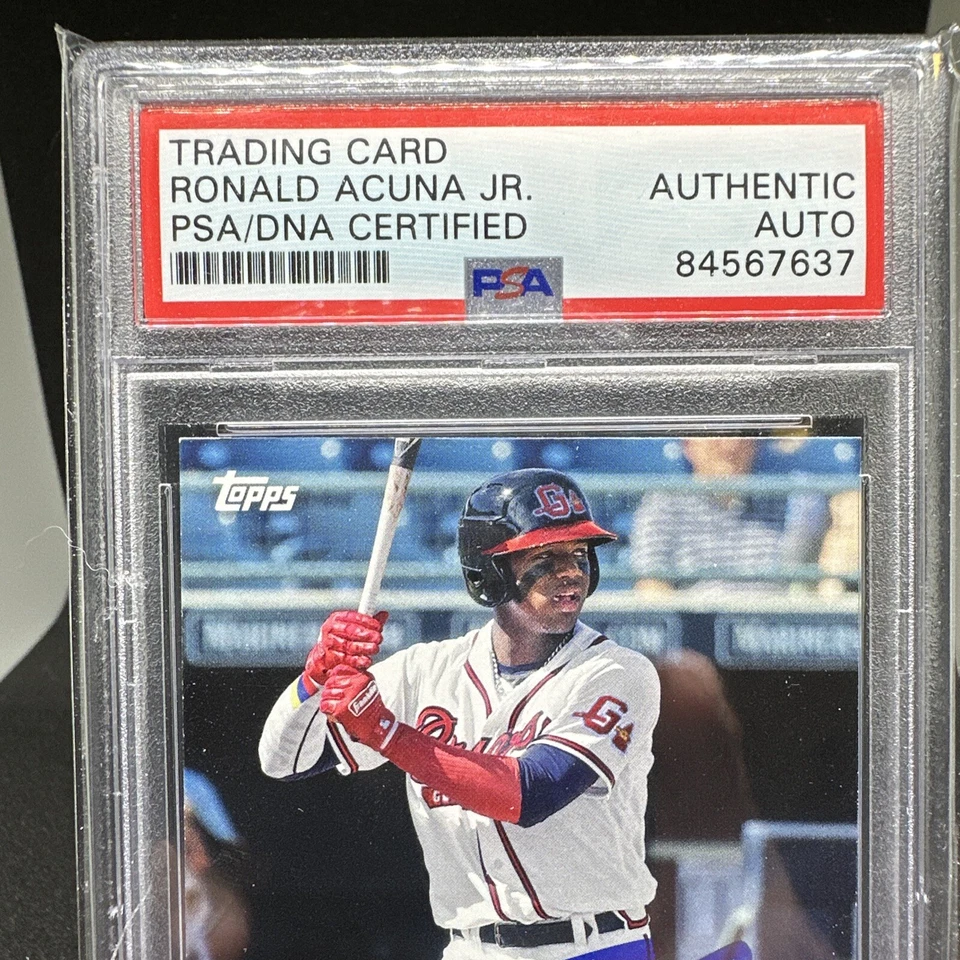 TRADING CARD
RONALD ACUNA JR.
PSA/DNA CERTIFIED
AUTHENTIC
AUTO
84567637
PSA
Topps
G
G